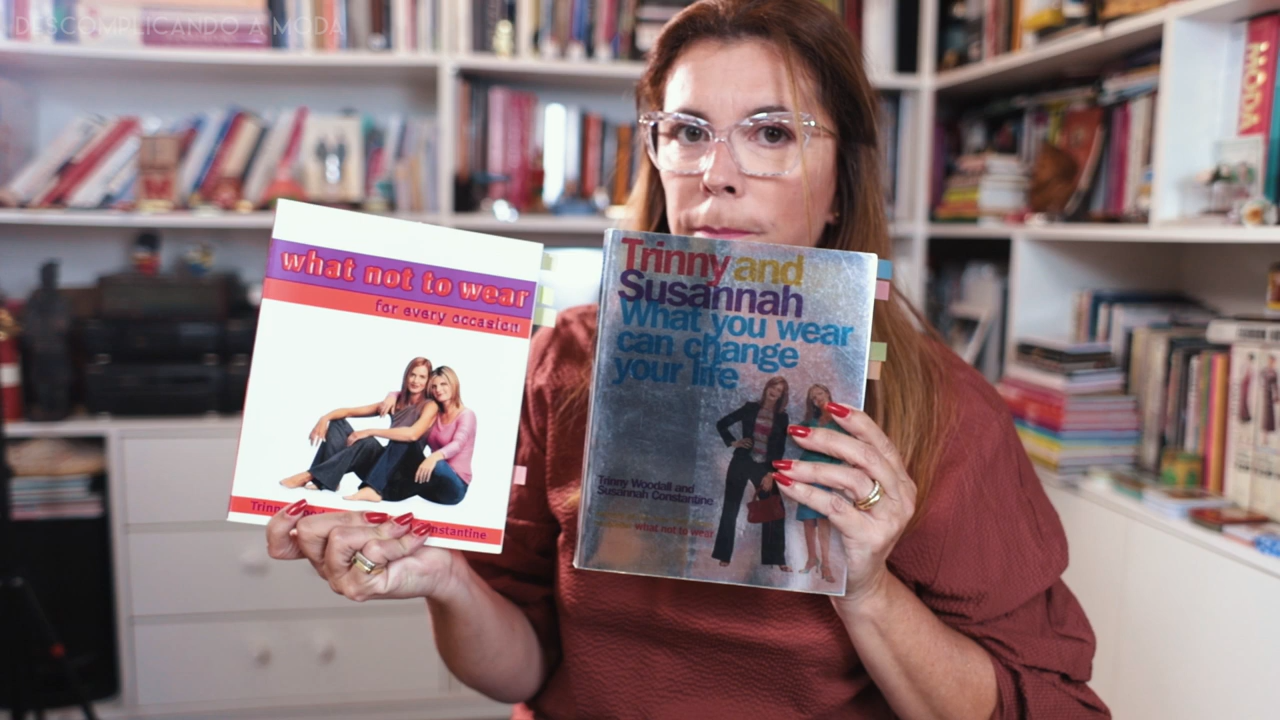 DESCOMPLICANDO A MODA
MODA
what not to wear
for every occasion
Trinny and
Susannah
What you wear
can change
your life
Trinny Woodall and
Susannah Constantine
what not to wear